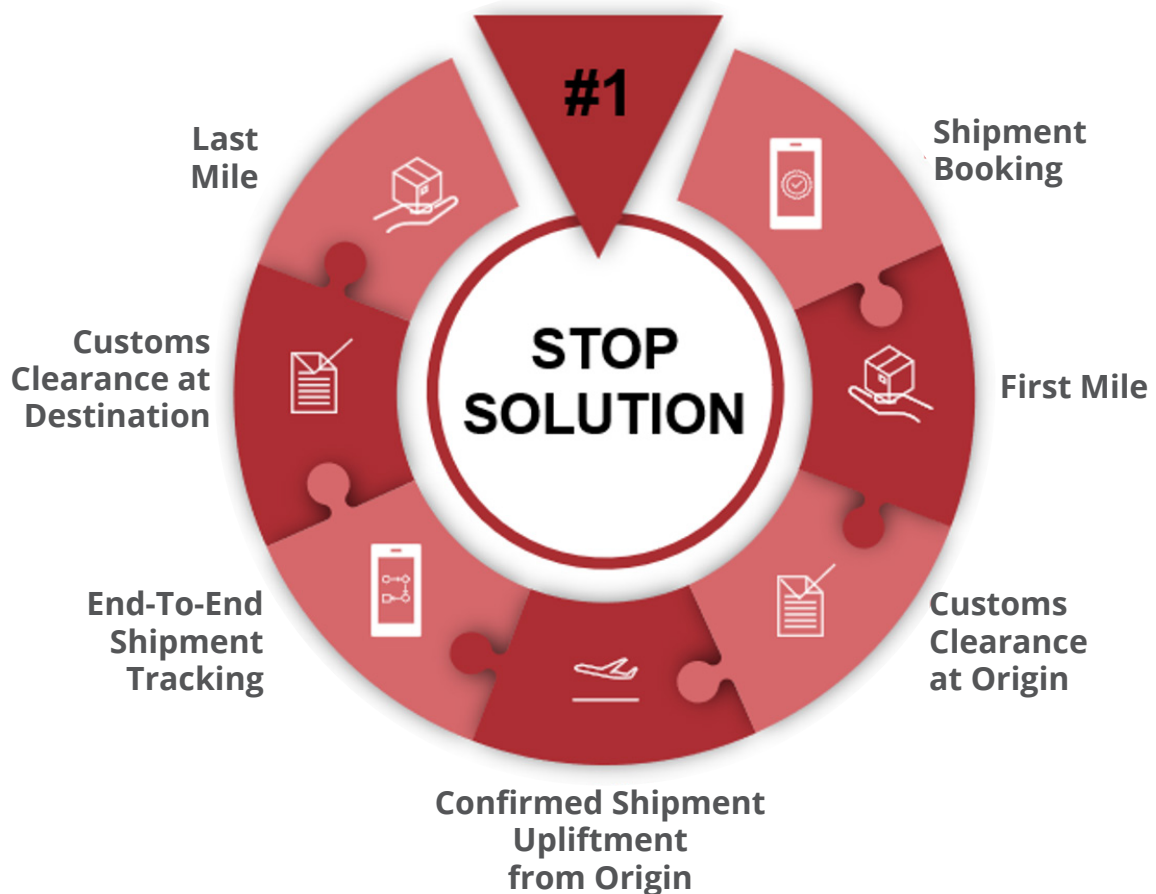 #1
STOP
SOLUTION
Shipment
Booking
First Mile
Customs
Clearance
at Origin
Confirmed Shipment
Upliftment
from Origin
End-To-End
Shipment
Tracking
Customs
Clearance at
Destination
Last
Mile